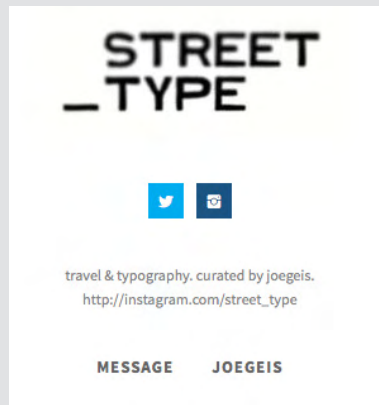 STREET
_TYPE
travel & typography. curated by joegeis.
http://instagram.com/street_type
MESSAGE JOEGEIS